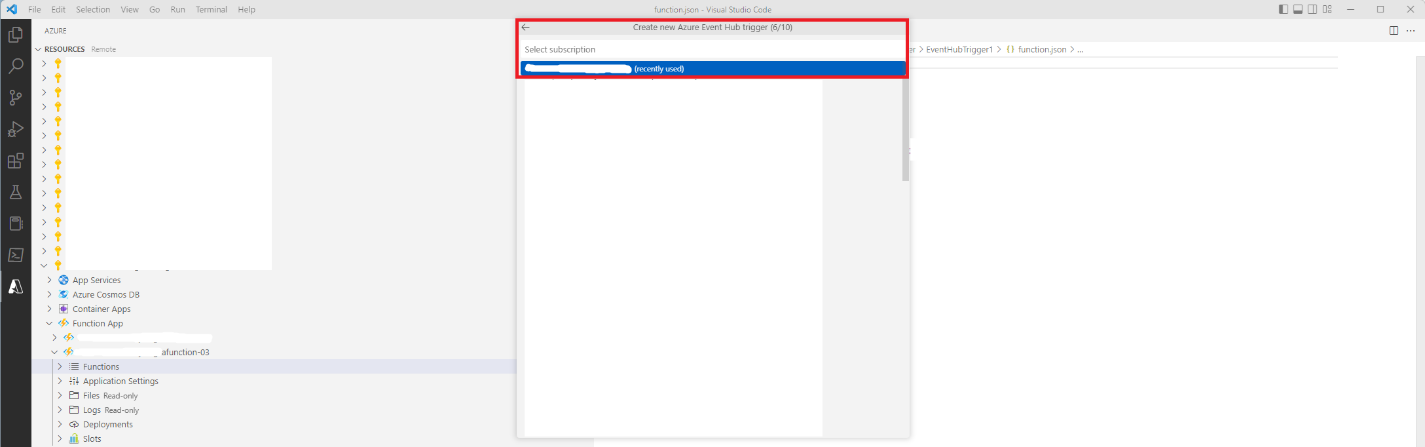 File Edit Selection View Go Run Terminal Help
function.json - Visual Studio Code
AZURE
RESOURCES Remote
Create new Azure Event Hub trigger (6/10)
Select subscription
(recently used)
er > EventHubTrigger1 > {} function.json > ...
App Services
Azure Cosmos DB
Container Apps
Function App
afunction-03
Functions
Application Settings
Files Read-only
Logs Read-only
Deployments
Slots